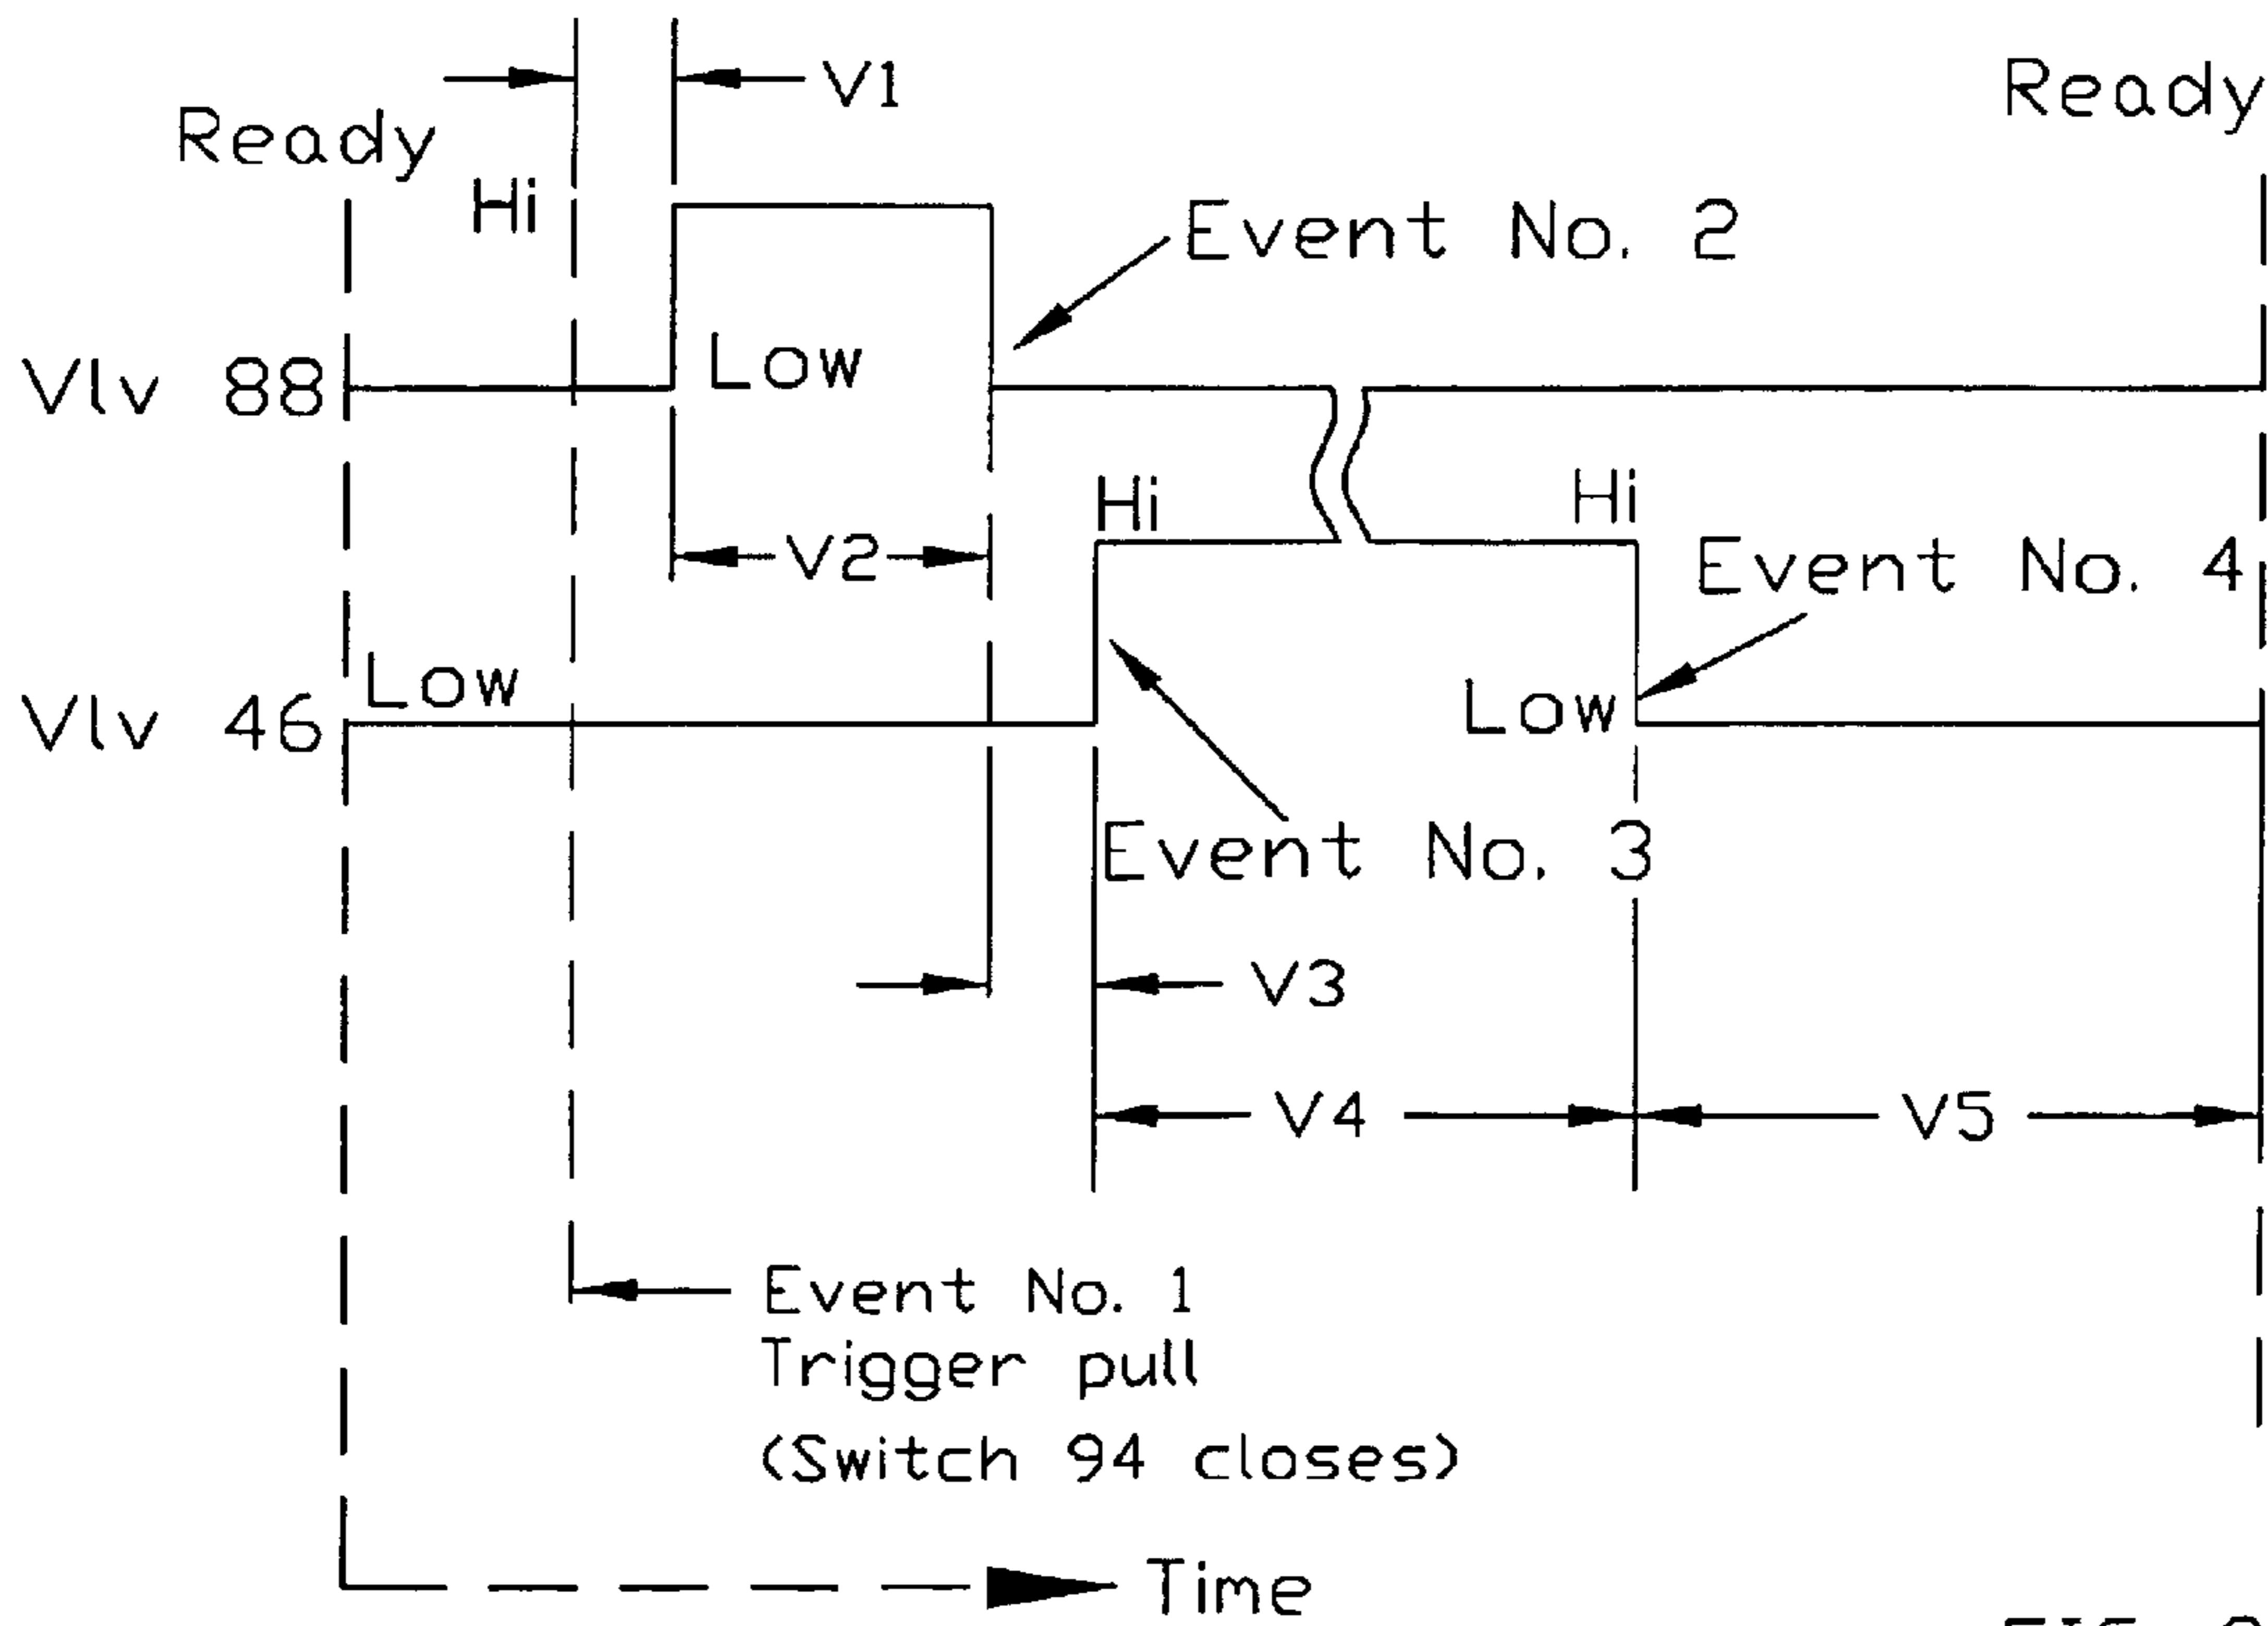 V1
Ready
Ready
Hi
Event No. 2
Low
Vlv 88
Hi
Hi
V2
Event No. 4
Low
Low
Vlv 46
Event No. 3
V3
V4
V5
Event No. 1
Trigger pull
(Switch 94 closes)
Time